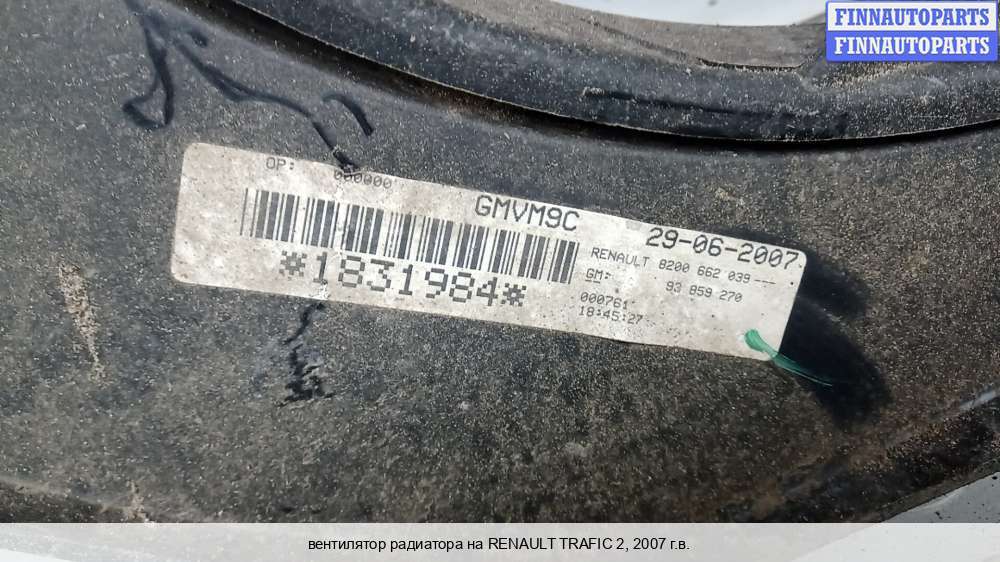 FINNAUTOPARTS
FINNAUTOPARTS
OP: 000000
GMVM9C
29-06-2007
*1831984*
RENAULT 8200 662 039 ---
GM: 93 859 270
000761
18:45:27
вентилятор радиатора на RENAULT TRAFIC 2, 2007 г.в.